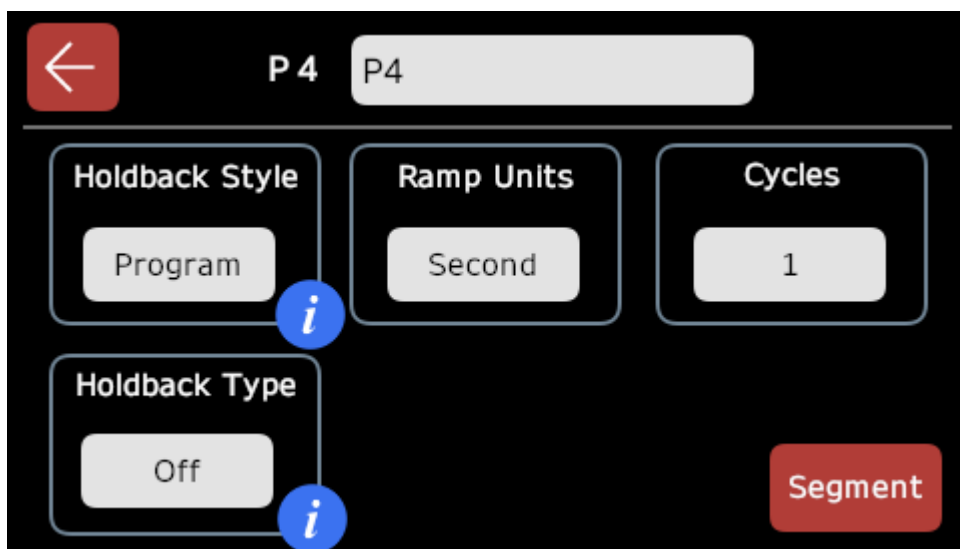 P 4 P4
Holdback Style
Program
i
Ramp Units
Second
Cycles
1
Holdback Type
Off
i
Segment